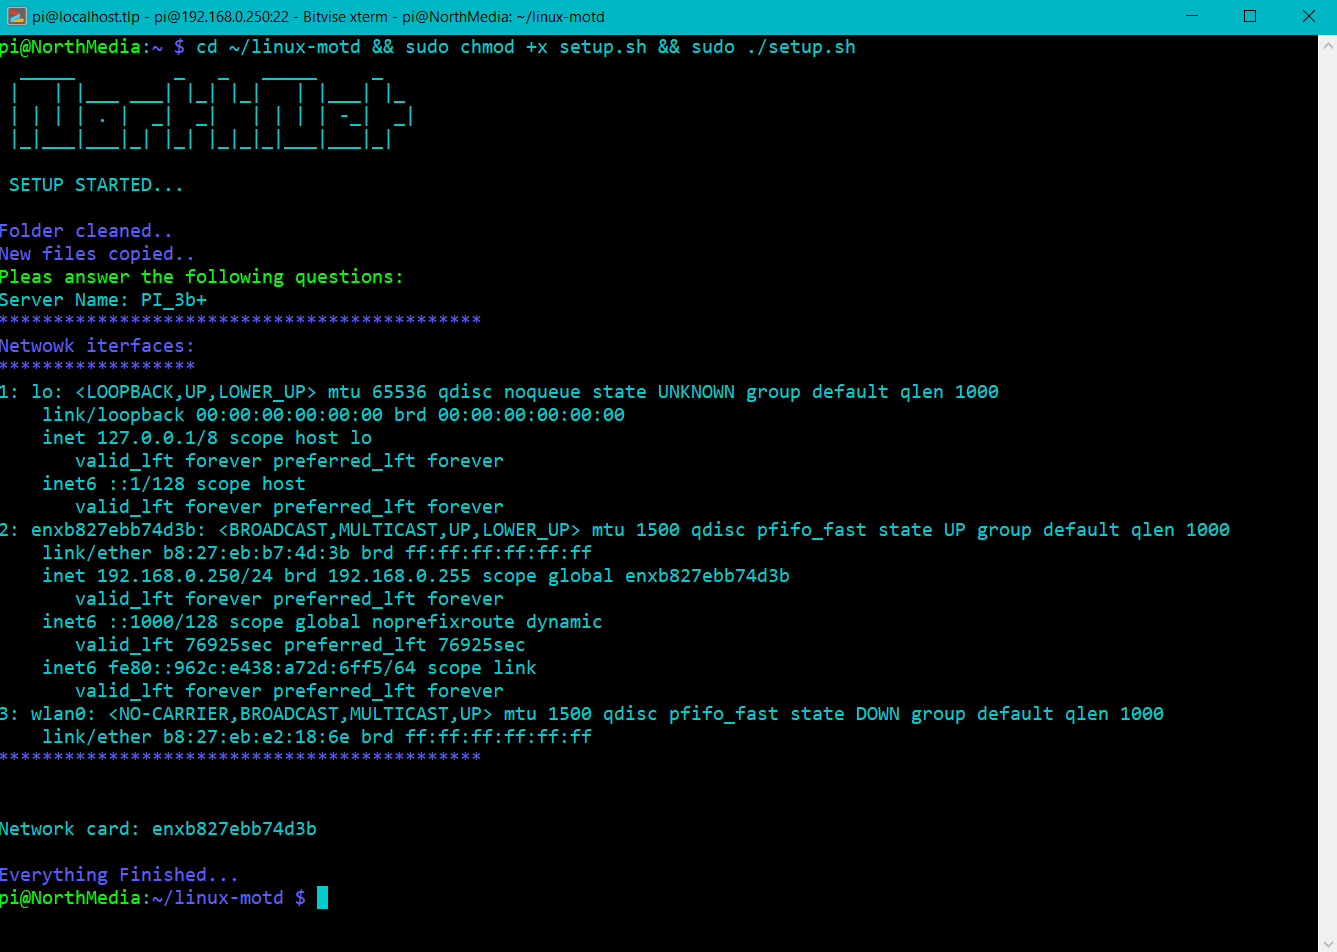 pi@localhost.tlp - pi@192.168.0.250:22 - Bitvise xterm - pi@NorthMedia: ~/linux-motd
pi@NorthMedia:~ $ cd ~/linux-motd && sudo chmod +x setup.sh && sudo ./setup.sh
NorthNet
SETUP STARTED...
Folder cleaned..
New files copied..
Pleas answer the following questions:
Server Name: PI_3b+
********************************************
Netwowk iterfaces:
******************
1: lo: <LOOPBACK,UP,LOWER_UP> mtu 65536 qdisc noqueue state UNKNOWN group default qlen 1000
link/loopback 00:00:00:00:00:00 brd 00:00:00:00:00:00
inet 127.0.0.1/8 scope host lo
valid_lft forever preferred_lft forever
inet6 ::1/128 scope host
valid_lft forever preferred_lft forever
2: enxb827ebb74d3b: <BROADCAST,MULTICAST,UP,LOWER_UP> mtu 1500 qdisc pfifo_fast state UP group default qlen 1000
link/ether b8:27:eb:b7:4d:3b brd ff:ff:ff:ff:ff:ff
inet 192.168.0.250/24 brd 192.168.0.255 scope global enxb827ebb74d3b
valid_lft forever preferred_lft forever
inet6 ::1000/128 scope global noprefixroute dynamic
valid_lft 76925sec preferred_lft 76925sec
inet6 fe80::962c:e438:a72d:6ff5/64 scope link
valid_lft forever preferred_lft forever
3: wlan0: <NO-CARRIER,BROADCAST,MULTICAST,UP> mtu 1500 qdisc pfifo_fast state DOWN group default qlen 1000
link/ether b8:27:eb:e2:18:6e brd ff:ff:ff:ff:ff:ff
********************************************
Network card: enxb827ebb74d3b
Everything Finished...
pi@NorthMedia:~/linux-motd $